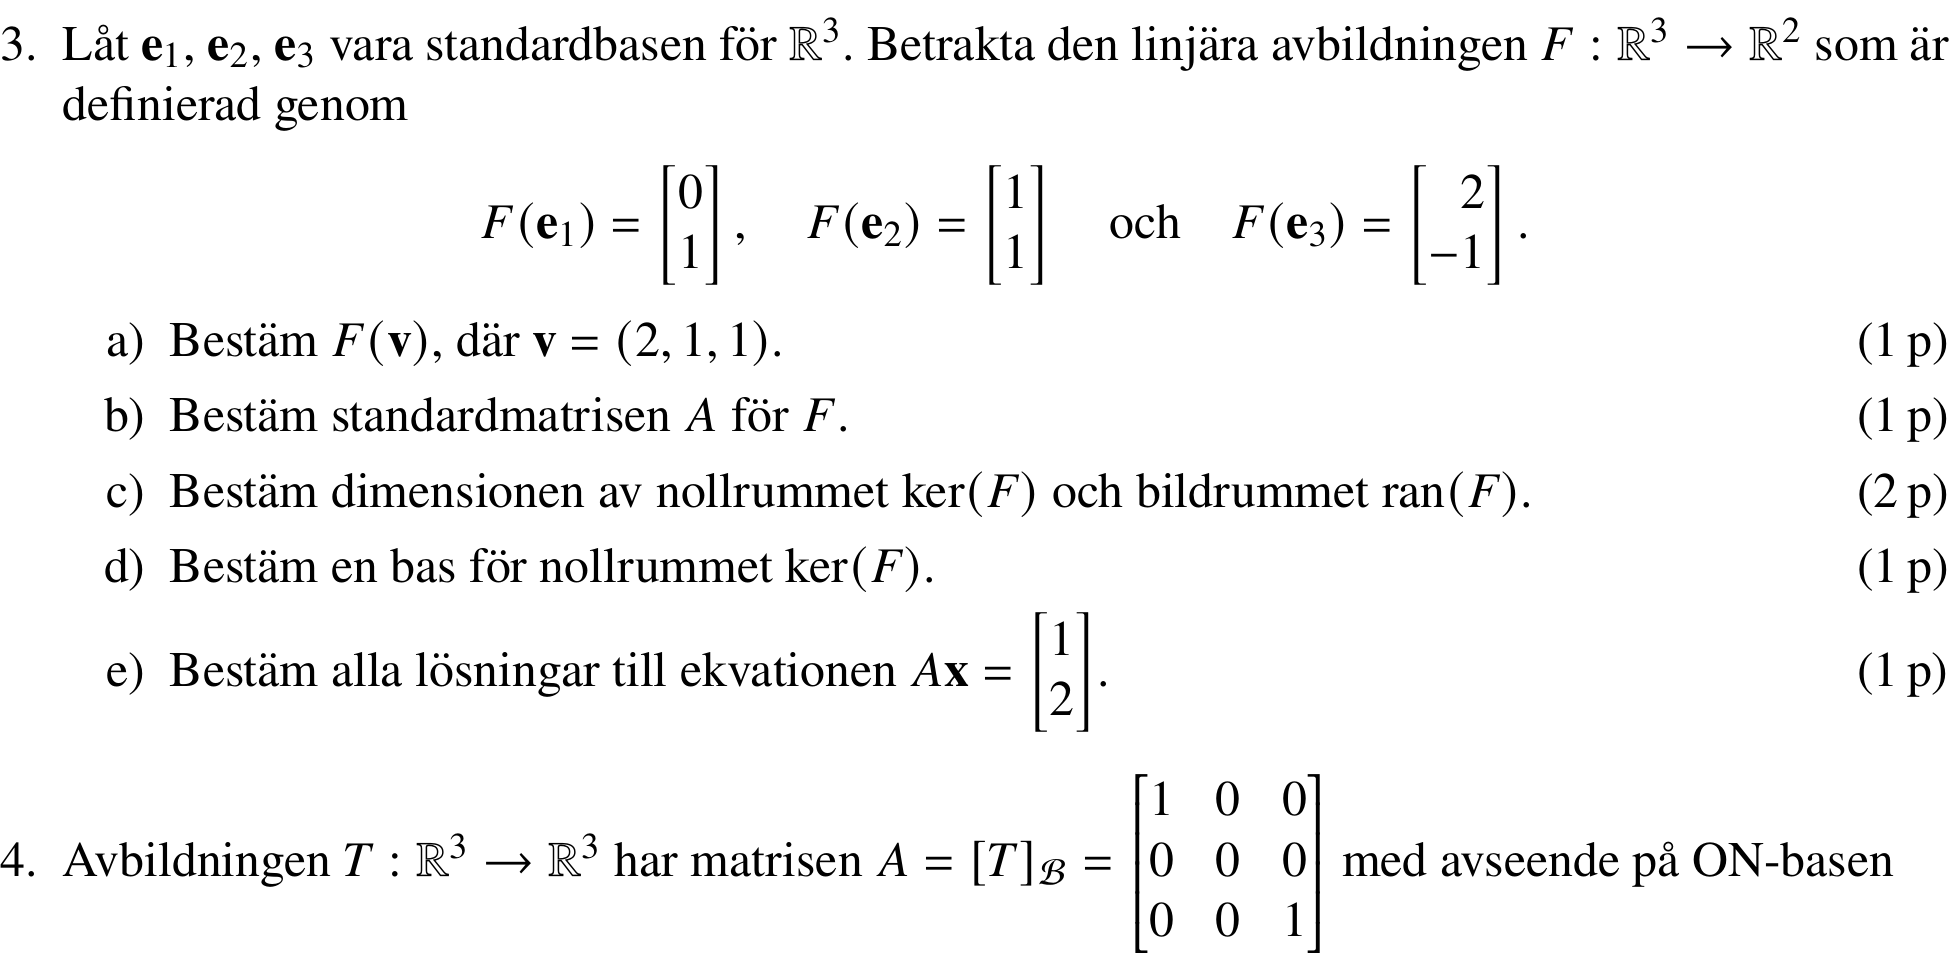 3. Låt e₁, e₂, e₃ vara standardbasen för ℝ³. Betrakta den linjära avbildningen F : ℝ³ → ℝ² som är
definierad genom
F(e₁) = [0; 1], F(e₂) = [1; 1] och F(e₃) = [2; −1].
a) Bestäm F(v), där v = (2, 1, 1). (1 p)
b) Bestäm standardmatrisen A för F. (1 p)
c) Bestäm dimensionen av nollrummet ker(F) och bildrummet ran(F). (2 p)
d) Bestäm en bas för nollrummet ker(F). (1 p)
e) Bestäm alla lösningar till ekvationen Ax = [1; 2]. (1 p)
4. Avbildningen T : ℝ³ → ℝ³ har matrisen A = [T]ℬ = [1 0 0; 0 0 0; 0 0 1] med avseende på ON-basen